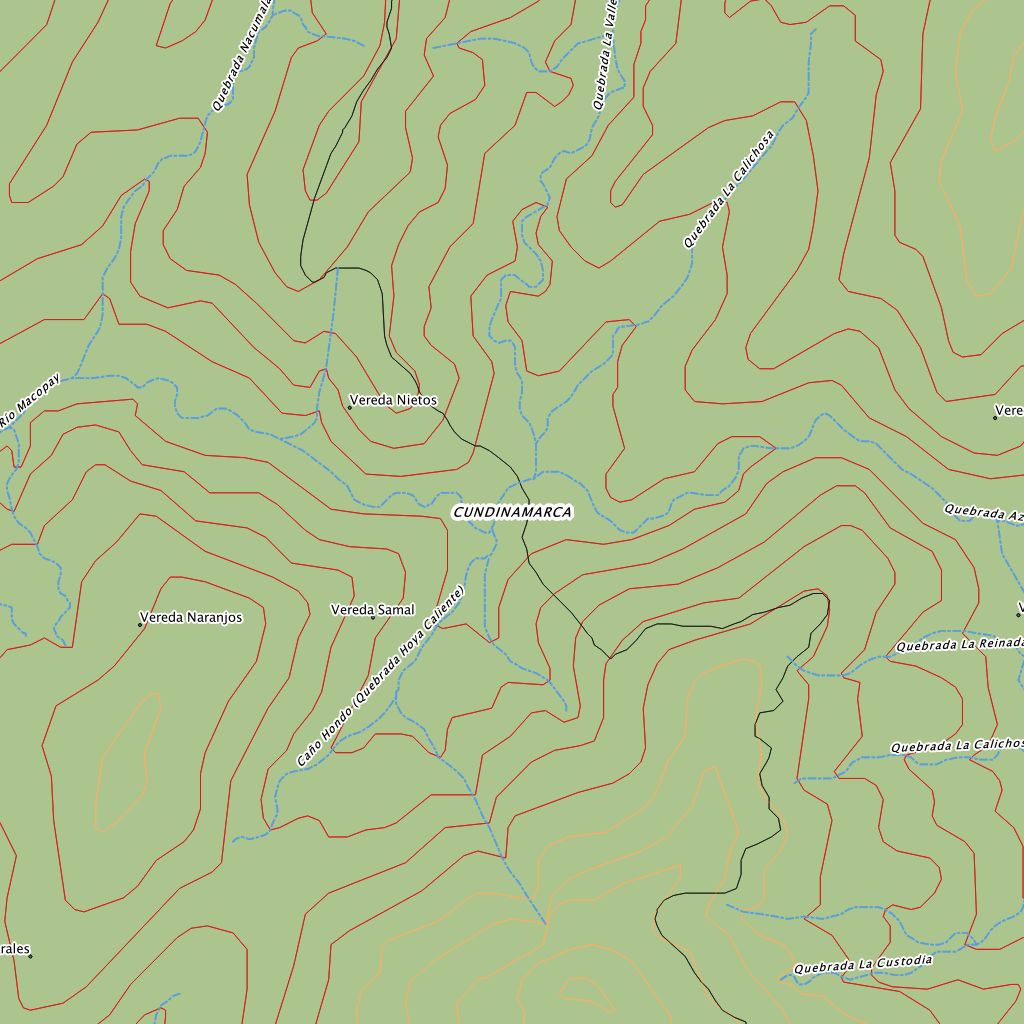 Quebrada Nacumala
Quebrada La Valle
Quebrada La Calichosa
Río Macopay
Vereda Nietos
Vere
CUNDINAMARCA
Quebrada Az
Vereda Naranjos
Vereda Samal
V
Quebrada La Reinada
Caño Hondo (Quebrada Hoya Caliente)
Quebrada La Calichos
rales
Quebrada La Custodia